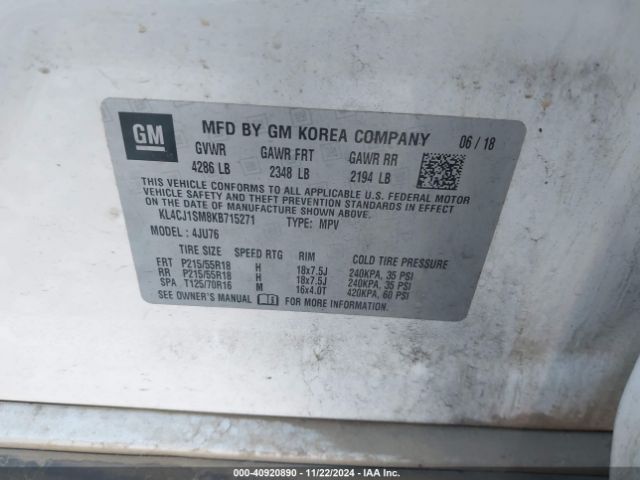 GM
MFD BY GM KOREA COMPANY 06 / 18
GVWR GAWR FRT GAWR RR
4286 LB 2348 LB 2194 LB
THIS VEHICLE CONFORMS TO ALL APPLICABLE U.S. FEDERAL MOTOR
VEHICLE SAFETY AND THEFT PREVENTION STANDARDS IN EFFECT
ON THE DATE OF MANUFACTURE SHOWN ABOVE.
KL4CJ1SM8KB715271 TYPE: MPV
MODEL : 4JU76
TIRE SIZE SPEED RTG RIM COLD TIRE PRESSURE
FRT P215/55R18 H 18x7.5J 240KPA, 35 PSI
RR P215/55R18 H 18x7.5J 240KPA, 35 PSI
SPA T125/70R16 M 16x4.0T 420KPA, 60 PSI
SEE OWNER'S MANUAL FOR MORE INFORMATION.
000-40920890 - 11/22/2024 - IAA Inc.